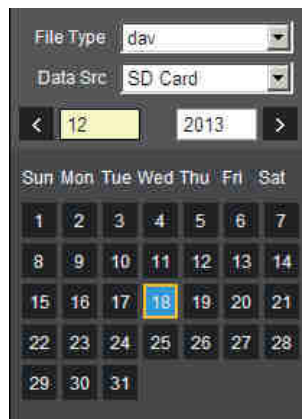 File Type dav
Data Src SD Card
< 12 2013 >
Sun Mon Tue Wed Thu Fri Sat
1 2 3 4 5 6 7
8 9 10 11 12 13 14
15 16 17 18 19 20 21
22 23 24 25 26 27 28
29 30 31